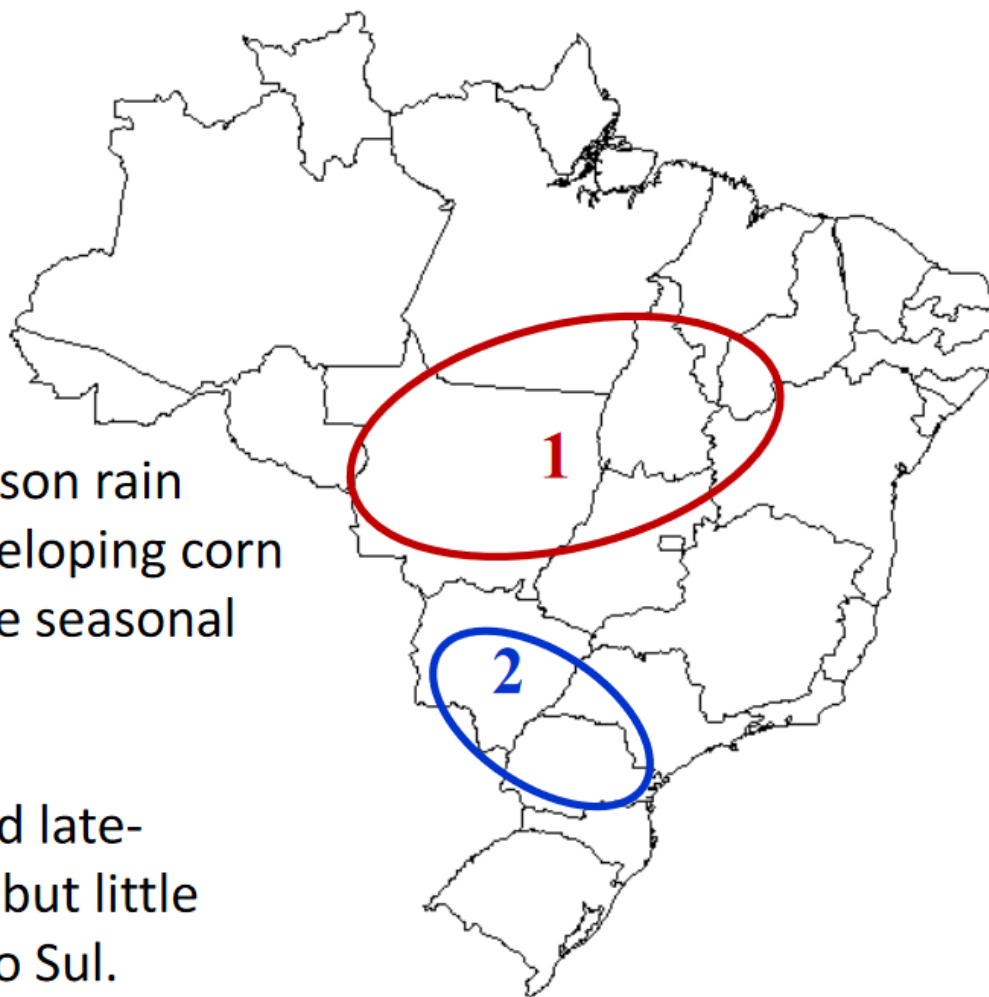 1
son rain
eloping corn
e seasonal
2
d late-
but little
o Sul.